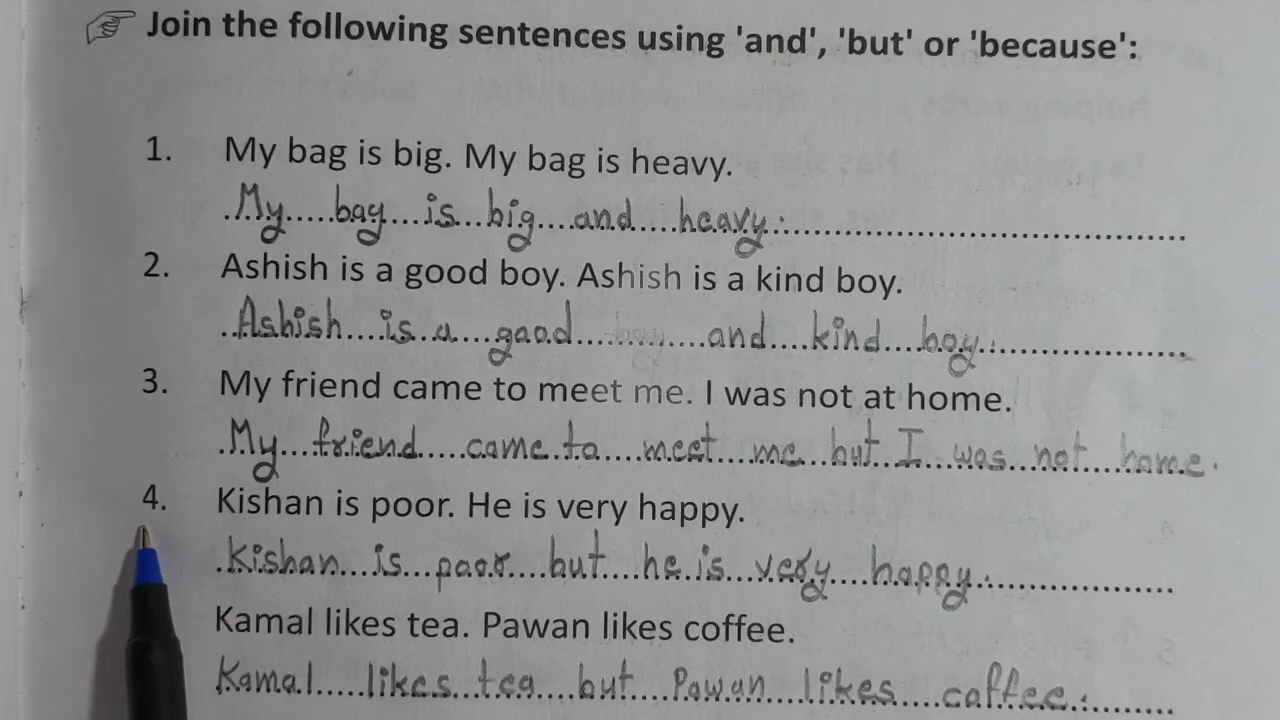 Join the following sentences using 'and', 'but' or 'because':
1. My bag is big. My bag is heavy.
My bag is big and heavy.
2. Ashish is a good boy. Ashish is a kind boy.
Ashish is a good and kind boy.
3. My friend came to meet me. I was not at home.
My friend came to meet me but I was not home.
4. Kishan is poor. He is very happy.
Kishan is poor but he is very happy.
Kamal likes tea. Pawan likes coffee.
Kamal likes tea but Pawan likes coffee.